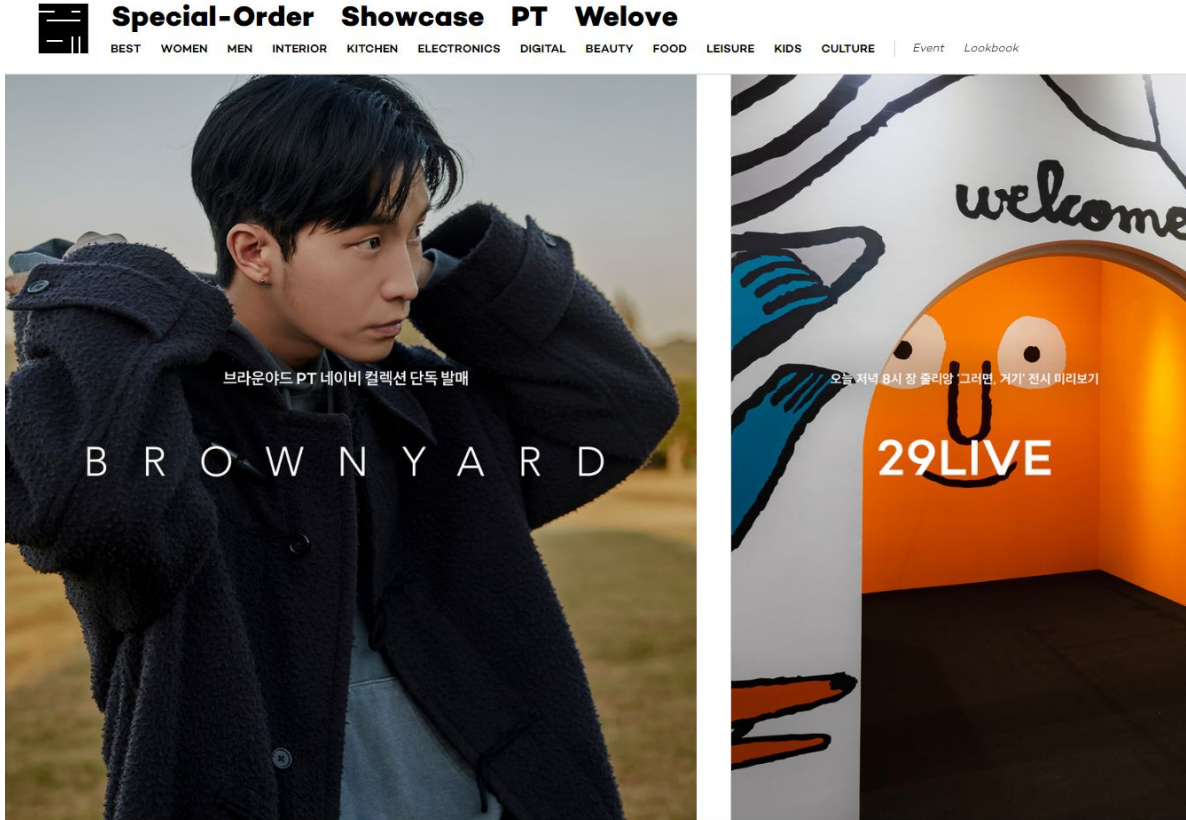 Special-Order Showcase PT Welove
BEST WOMEN MEN INTERIOR KITCHEN ELECTRONICS DIGITAL BEAUTY FOOD LEISURE KIDS CULTURE Event Lookbook
브라운야드 PT 네이비 컬렉션 단독 발매
BROWNYARD
welcome
오늘 저녁 8시 장 줄리앙 '그러면, 거기' 전시 미리보기
29LIVE